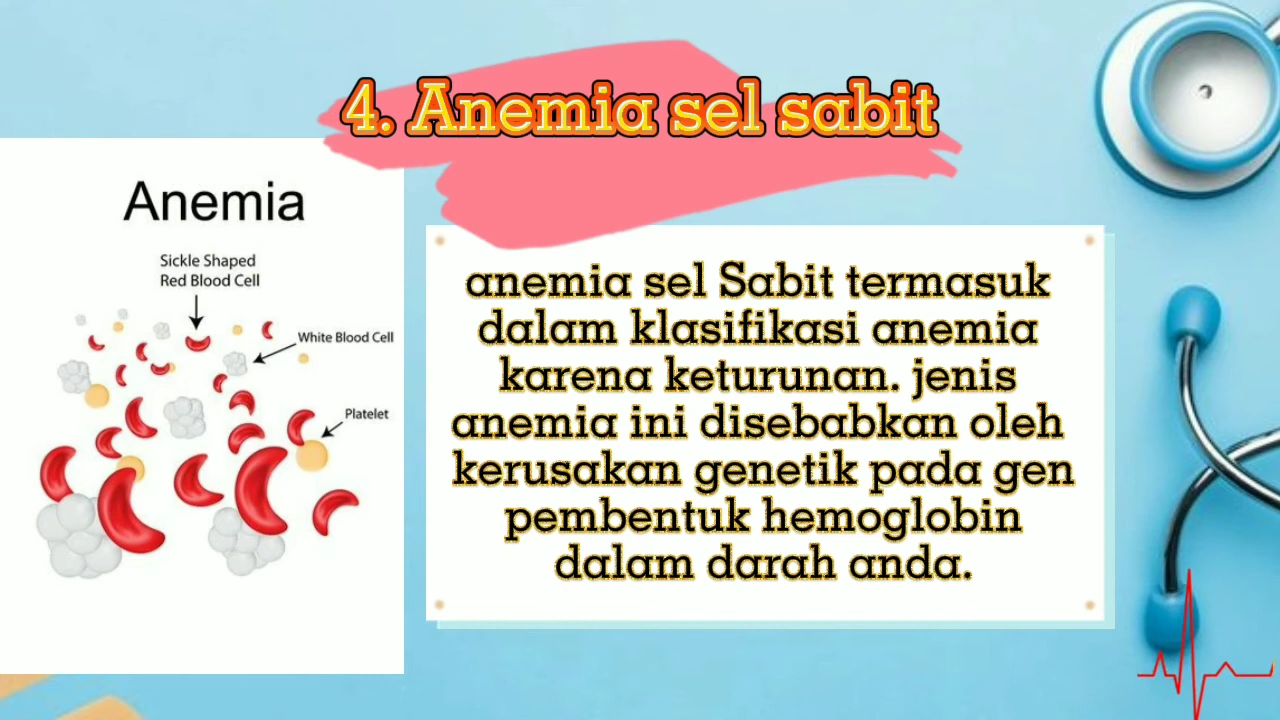 4. Anemia sel sabit
Anemia
Sickle Shaped
Red Blood Cell
White Blood Cell
Platelet
anemia sel Sabit termasuk
dalam klasifikasi anemia
karena keturunan. jenis
anemia ini disebabkan oleh
kerusakan genetik pada gen
pembentuk hemoglobin
dalam darah anda.